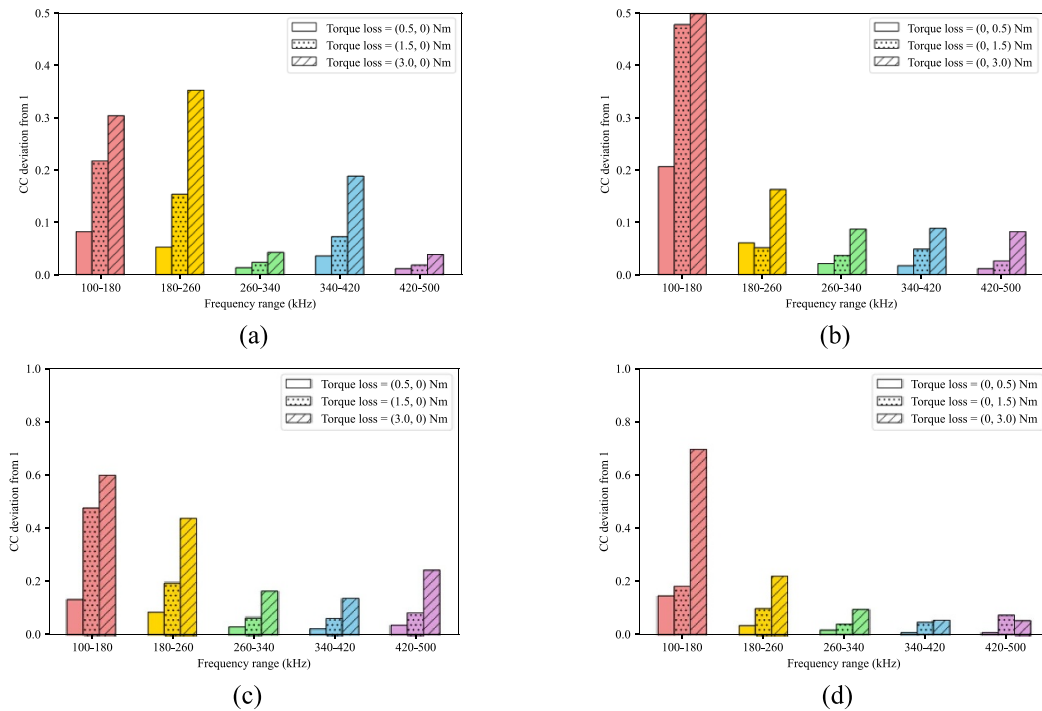 0.5
0.4
0.3
0.2
0.1
0.0
CC deviation from 1
Torque loss = (0.5, 0) Nm
Torque loss = (1.5, 0) Nm
Torque loss = (3.0, 0) Nm
100-180 180-260 260-340 340-420 420-500
Frequency range (kHz)
(a)
0.5
0.4
0.3
0.2
0.1
0.0
CC deviation from 1
Torque loss = (0, 0.5) Nm
Torque loss = (0, 1.5) Nm
Torque loss = (0, 3.0) Nm
100-180 180-260 260-340 340-420 420-500
Frequency range (kHz)
(b)
1.0
0.8
0.6
0.4
0.2
0.0
CC deviation from 1
Torque loss = (0.5, 0) Nm
Torque loss = (1.5, 0) Nm
Torque loss = (3.0, 0) Nm
100-180 180-260 260-340 340-420 420-500
Frequency range (kHz)
(c)
1.0
0.8
0.6
0.4
0.2
0.0
CC deviation from 1
Torque loss = (0, 0.5) Nm
Torque loss = (0, 1.5) Nm
Torque loss = (0, 3.0) Nm
100-180 180-260 260-340 340-420 420-500
Frequency range (kHz)
(d)